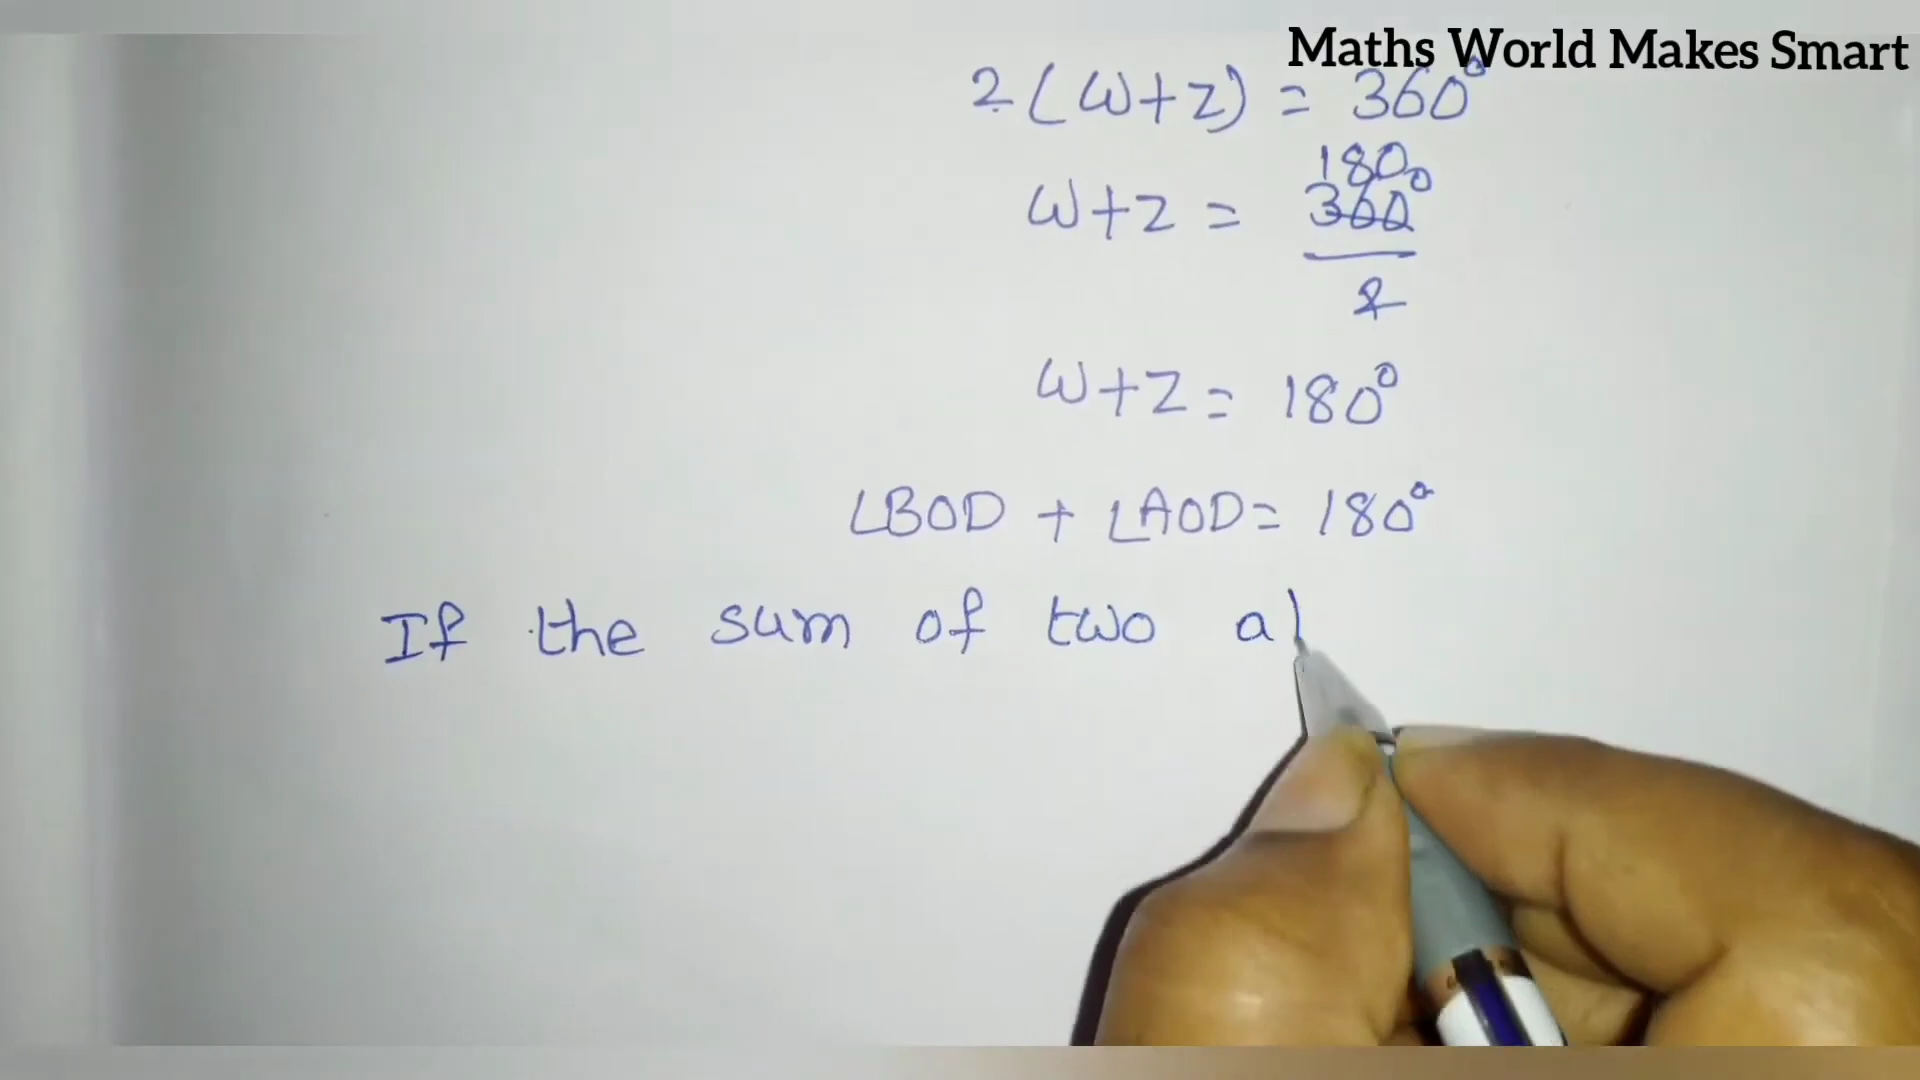 Maths World Makes Smart
2(ω+z) = 360°
180
ω+z = 360°
2
ω+z = 180°
∠BOD + ∠AOD = 180°
If the sum of two